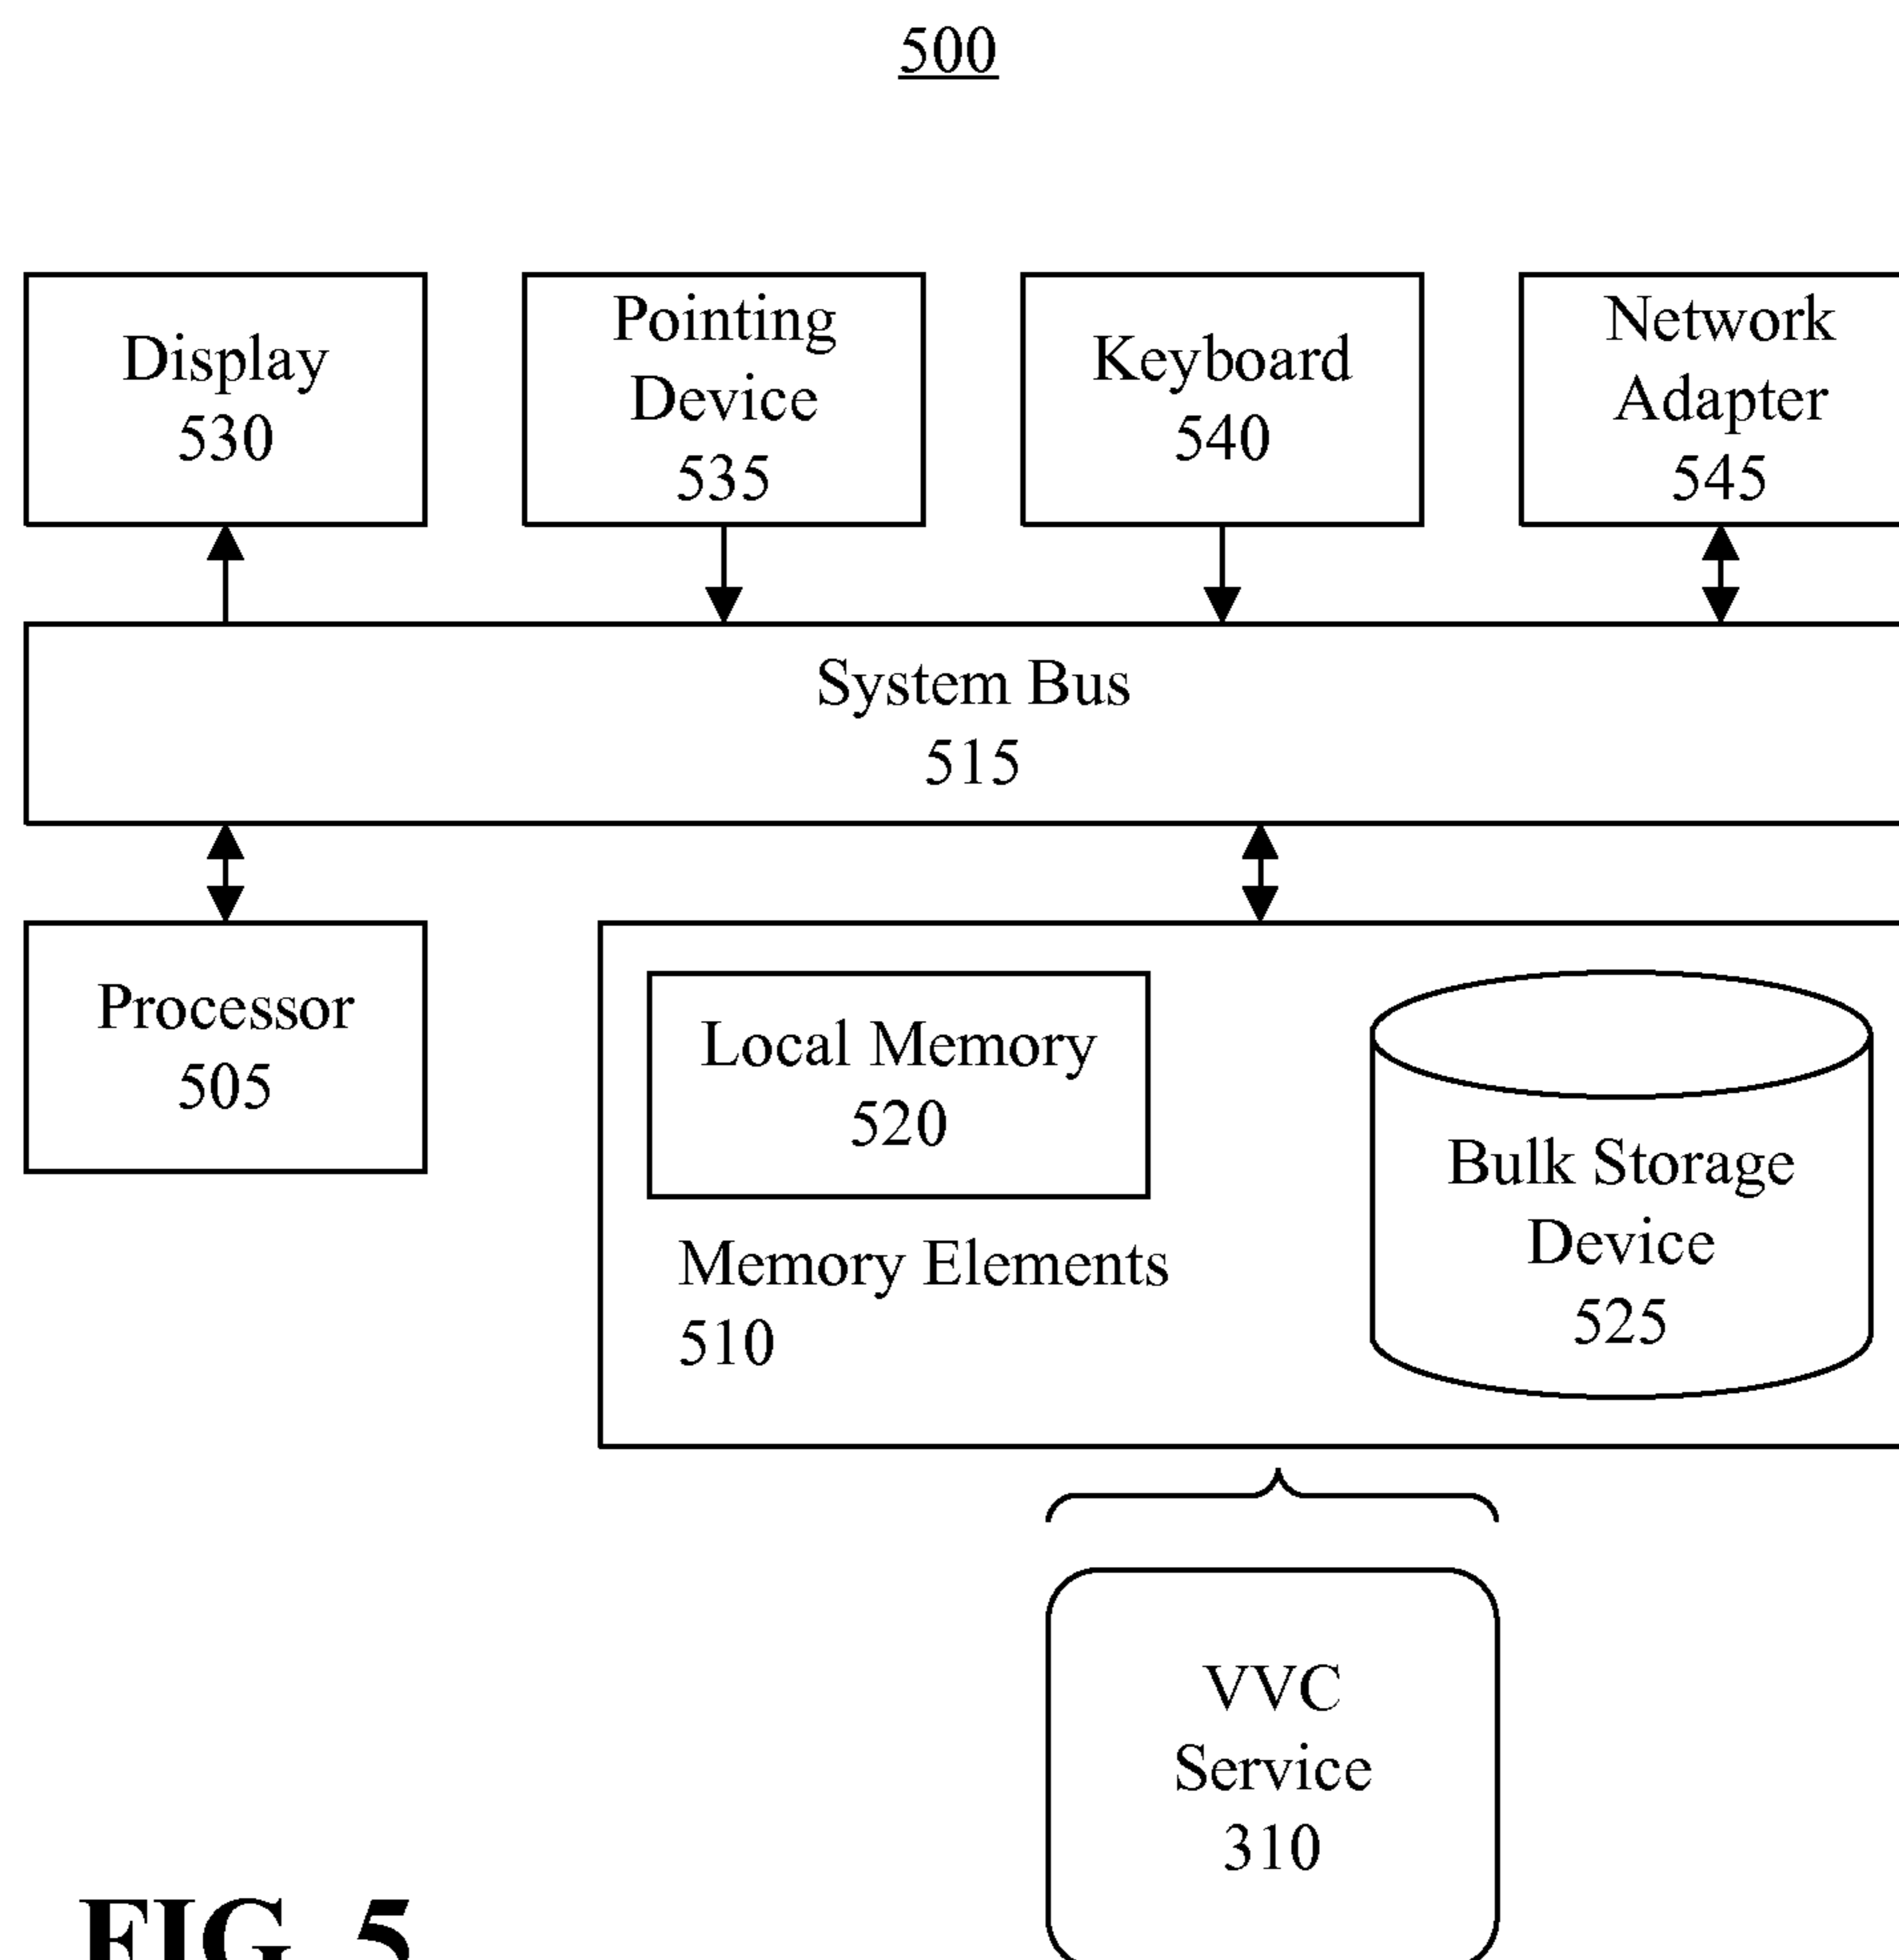 500
Display
530
Pointing
Device
535
Keyboard
540
Network
Adapter
545
System Bus
515
Processor
505
Local Memory
520
Memory Elements
510
Bulk Storage
Device
525
VVC
Service
310
FIG. 5